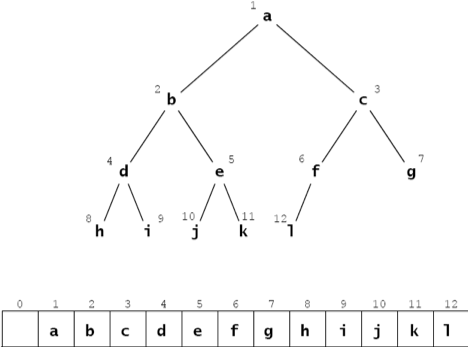 1 a
2 b c 3
4 d e 5 6 f g 7
8 h i 9 10 j k 11 12 l
0 1 2 3 4 5 6 7 8 9 10 11 12
a b c d e f g h i j k l